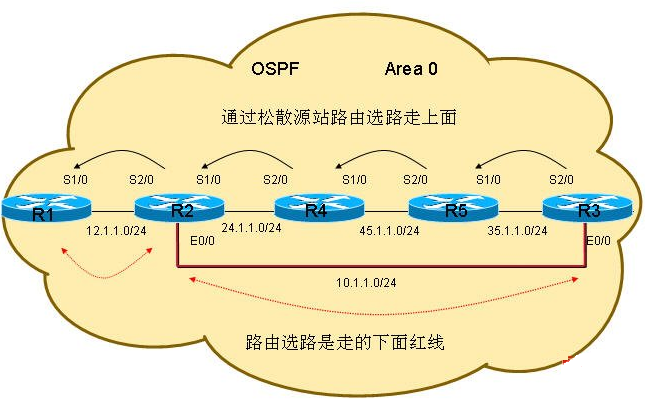 OSPF Area 0
通过松散源站路由选路走上面
S1/0 S2/0 S1/0 S2/0 S1/0 S2/0 S1/0 S2/0
R1 R2 R4 R5 R3
12.1.1.0/24 24.1.1.0/24 45.1.1.0/24 35.1.1.0/24
E0/0 E0/0
10.1.1.0/24
路由选路是走的下面红线